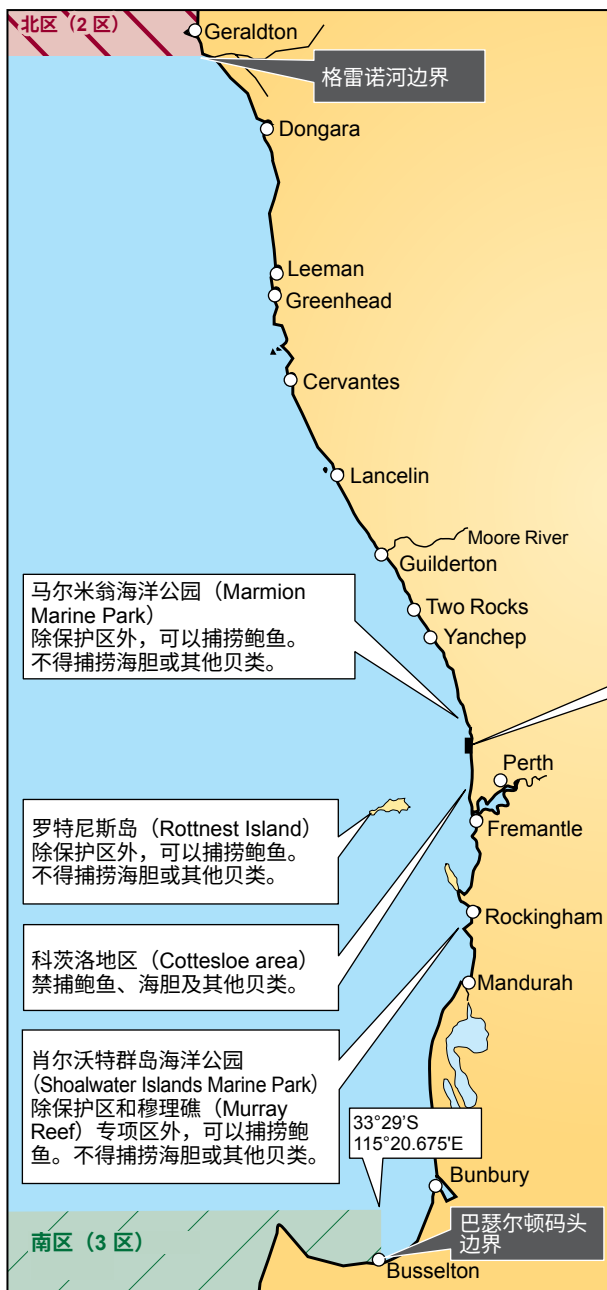 北区（2 区）
Geraldton
格雷诺河边界
Dongara
Leeman
Greenhead
Cervantes
Lancelin
Moore River
Guilderton
马尔米翁海洋公园（Marmion
Marine Park）
除保护区外，可以捕捞鲍鱼。
不得捕捞海胆或其他贝类。
Two Rocks
Yanchep
Perth
罗特尼斯岛（Rottnest Island）
除保护区外，可以捕捞鲍鱼。
不得捕捞海胆或其他贝类。
Fremantle
Rockingham
科茨洛地区（Cottesloe area）
禁捕鲍鱼、海胆及其他贝类。
Mandurah
肖尔沃特群岛海洋公园
（Shoalwater Islands Marine Park）
除保护区和穆理礁（Murray
Reef）专项区外，可以捕捞鲍
鱼。不得捕捞海胆或其他贝类。
33°29’S
115°20.675'E
Bunbury
南区（3 区）
巴瑟尔顿码头
边界
Busselton